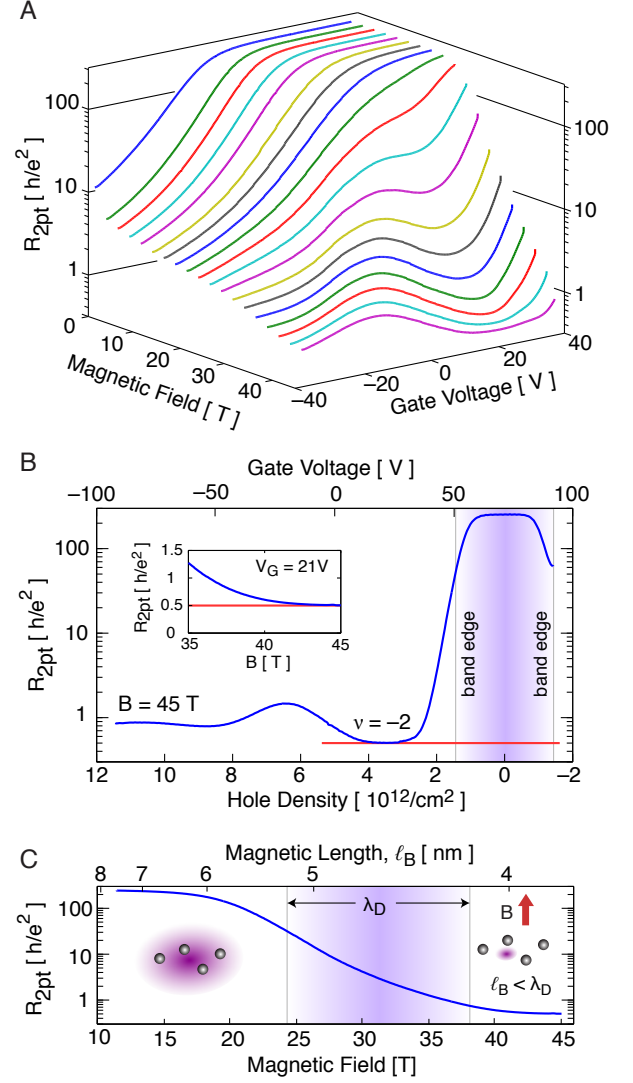 A
100
10
1
0
R2pt [ h/e² ]
100
10
1
10
20
30
40
50
Magnetic Field [ T ]
−40
−20
0
20
40
Gate Voltage [ V ]
B
Gate Voltage [ V ]
−100
−50
0
50
100
R2pt [ h/e² ]
100
10
1
R2pt [ h/e² ]
1.5
1
0.5
0
VG = 21V
35
40
45
B [ T ]
B = 45 T
ν = −2
band edge
band edge
12
10
8
6
4
2
0
−2
Hole Density [ 10¹²/cm² ]
C
Magnetic Length, ℓB [ nm ]
8
7
6
5
4
R2pt [ h/e² ]
100
10
1
λD
B
ℓB < λD
10
15
20
25
30
35
40
45
Magnetic Field [T]